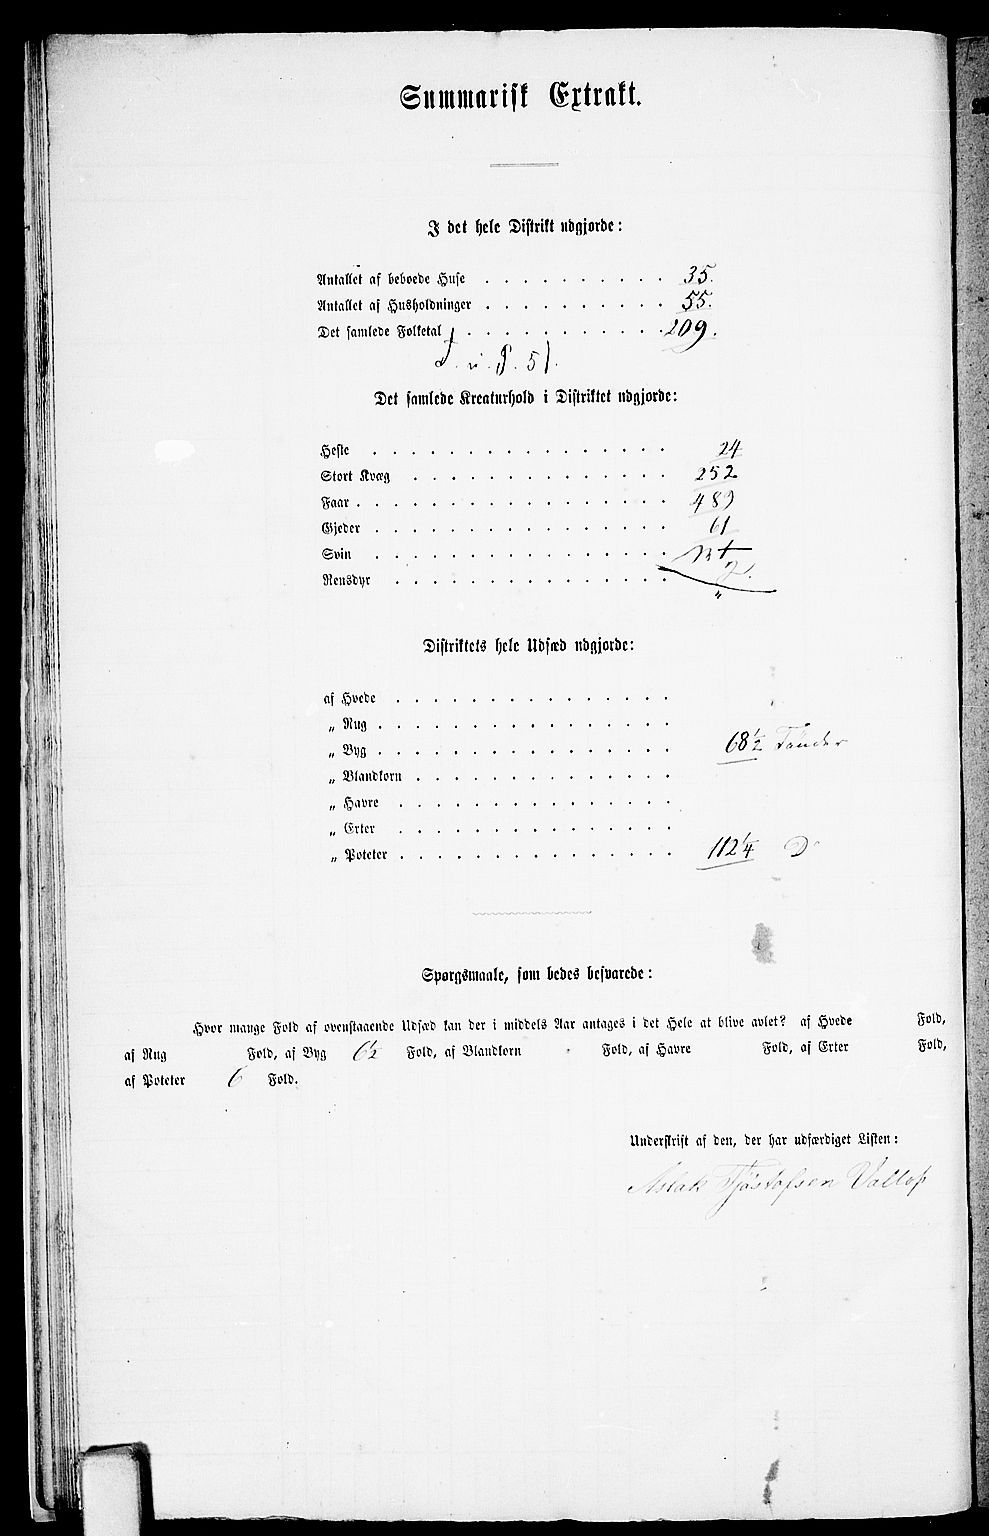 Summarisk Extrakt.
I det hele Distrikt udgjorde:
Antallet af beboede Huse . . . . . . . . . . 35.
Antallet af Husholdninger . . . . . . . . . . 55.
Det samlede Folketal . . . . . . . . . . . 209.
Det samlede Kreaturhold i Distriktet udgjorde:
Heste . . . . . . . . . . . . . . . . 24
Stort Kvæg . . . . . . . . . . . . . . 252
Faar . . . . . . . . . . . . . . . . . 489
Gjeder . . . . . . . . . . . . . . . . 61
Svin . . . . . . . . . . . . . . . .
Rensdyr . . . . . . . . . . . . . . . "
Distriktets hele Udsæd udgjorde:
af Hvede . . . . . . . . . . . . . . .
„ Rug . . . . . . . . . . . . . . . .
„ Byg . . . . . . . . . . . . . . . . 68½ Tönder
„ Blandkorn . . . . . . . . . . . . . .
„ Havre . . . . . . . . . . . . . . .
„ Erter . . . . . . . . . . . . . . .
„ Poteter . . . . . . . . . . . . . . . 112¼ Do
Spørgsmaale, som bedes besvarede:
Hvor mange Fold af ovenstaaende Udsæd kan der i middels Aar antages i det Hele at blive avlet? af Hvede Fold,
af Rug Fold, af Byg 6½ Fold, af Blandkorn Fold, af Havre Fold, af Erter Fold,
af Poteter 6 Fold.
Underskrift af den, der har udfærdiget Listen:
Aslak Tjöstofsen Valtof